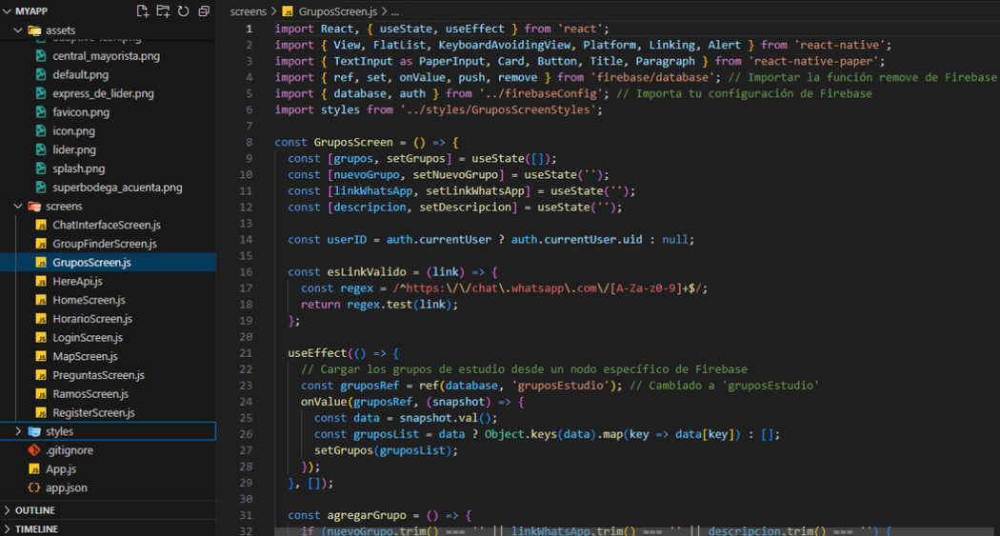 MYAPP
assets
adaptive-icon.png
central_mayorista.png
default.png
express_de_lider.png
favicon.png
icon.png
lider.png
splash.png
superbodega_acuenta.png
screens
ChatInterfaceScreen.js
GroupFinderScreen.js
GruposScreen.js
HereApi.js
HomeScreen.js
HorarioScreen.js
LoginScreen.js
MapScreen.js
PreguntasScreen.js
RamosScreen.js
RegisterScreen.js
styles
.gitignore
App.js
app.json
OUTLINE
TIMELINE
screens > JS GruposScreen.js > ...
1 import React, { useState, useEffect } from 'react';
2 import { View, FlatList, KeyboardAvoidingView, Platform, Linking, Alert } from 'react-native';
3 import { TextInput as PaperInput, Card, Button, Title, Paragraph } from 'react-native-paper';
4 import { ref, set, onValue, push, remove } from 'firebase/database'; // Importar la función remove de Firebase
5 import { database, auth } from '../firebaseConfig'; // Importa tu configuración de Firebase
6 import styles from '../styles/GruposScreenStyles';
7
8 const GruposScreen = () => {
9 const [grupos, setGrupos] = useState([]);
10 const [nuevoGrupo, setNuevoGrupo] = useState('');
11 const [linkWhatsApp, setLinkWhatsApp] = useState('');
12 const [descripcion, setDescripcion] = useState('');
13
14 const userID = auth.currentUser ? auth.currentUser.uid : null;
15
16 const esLinkValido = (link) => {
17 const regex = /^https:\/\/chat\.whatsapp\.com\/[A-Za-z0-9]+$/;
18 return regex.test(link);
19 };
20
21 useEffect(() => {
22 // Cargar los grupos de estudio desde un nodo específico de Firebase
23 const gruposRef = ref(database, 'gruposEstudio'); // Cambiado a 'gruposEstudio'
24 onValue(gruposRef, (snapshot) => {
25 const data = snapshot.val();
26 const gruposList = data ? Object.keys(data).map(key => data[key]) : [];
27 setGrupos(gruposList);
28 });
29 }, []);
30
31 const agregarGrupo = () => {
32 if (nuevoGrupo.trim() === '' || linkWhatsApp.trim() === '' || descripcion.trim() === '') {